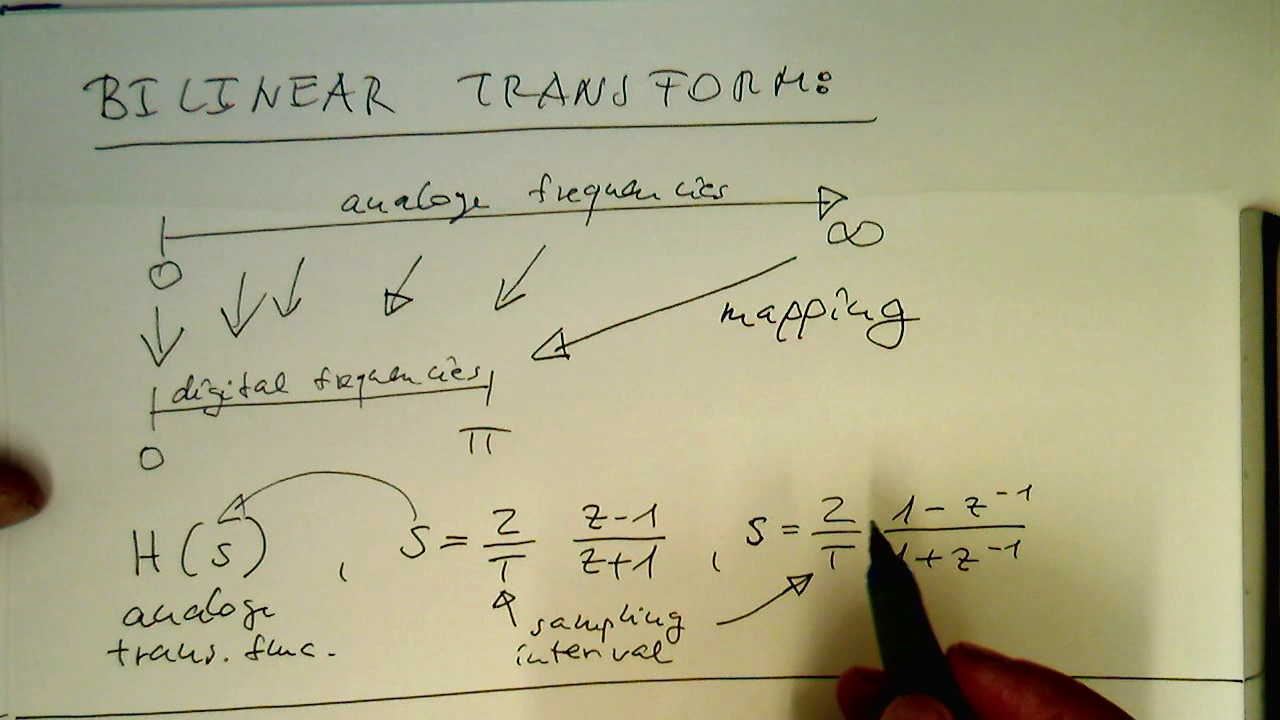 BILINEAR TRANSFORM:
analoge frequencies
0 ∞
mapping
digital frequencies
0 π
H(s) , s = 2/T (z-1)/(z+1) , s = 2/T (1-z^-1)/(1+z^-1)
analoge
trans. func.
sampling
interval